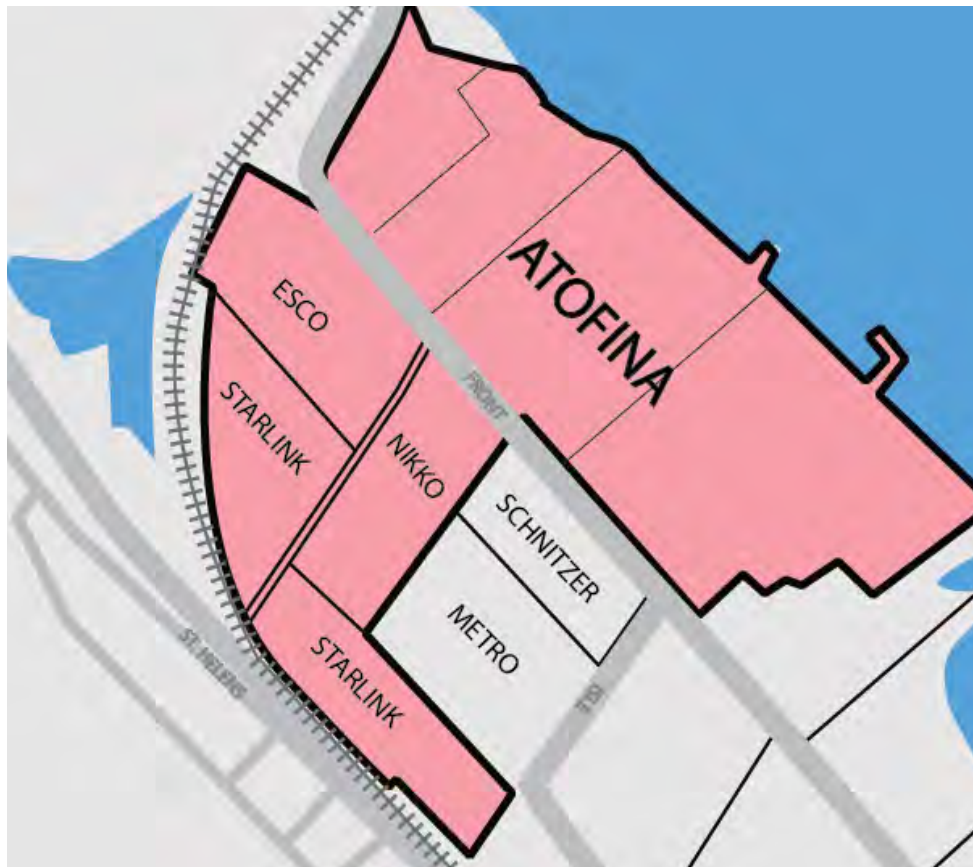 ATOFINA
ESCO
FRONT
STARLINK
NIKKO
SCHNITZER
METRO
ST. HELENS
STARLINK